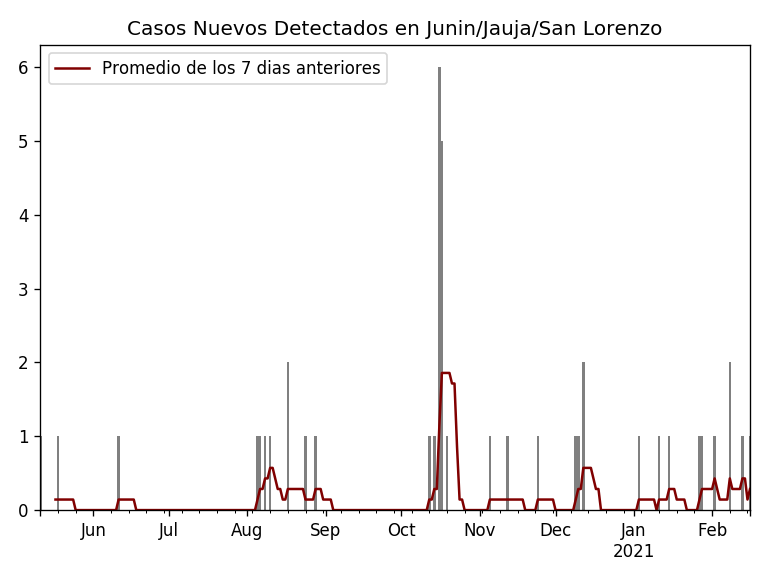 Casos Nuevos Detectados en Junin/Jauja/San Lorenzo
Promedio de los 7 dias anteriores
6
5
4
3
2
1
0
Jun Jul Aug Sep Oct Nov Dec Jan Feb
2021